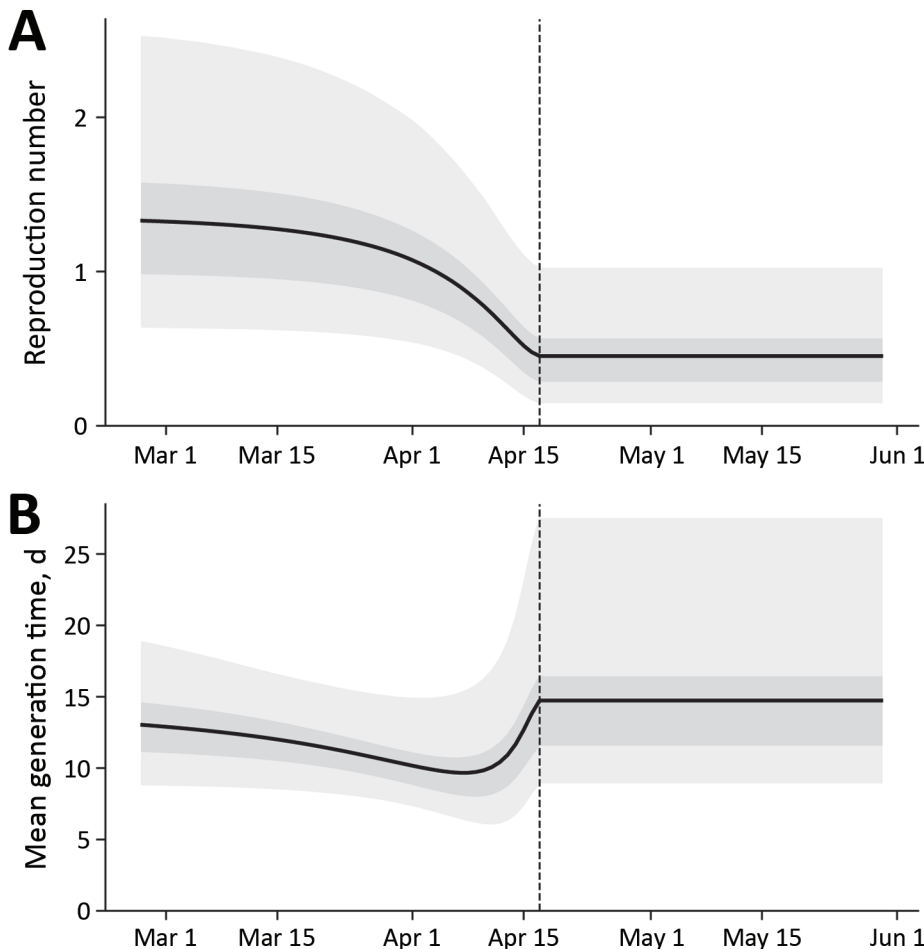 A
Reproduction number
2
1
0
Mar 1 Mar 15 Apr 1 Apr 15 May 1 May 15 Jun 1
B
Mean generation time, d
25
20
15
10
5
0
Mar 1 Mar 15 Apr 1 Apr 15 May 1 May 15 Jun 1